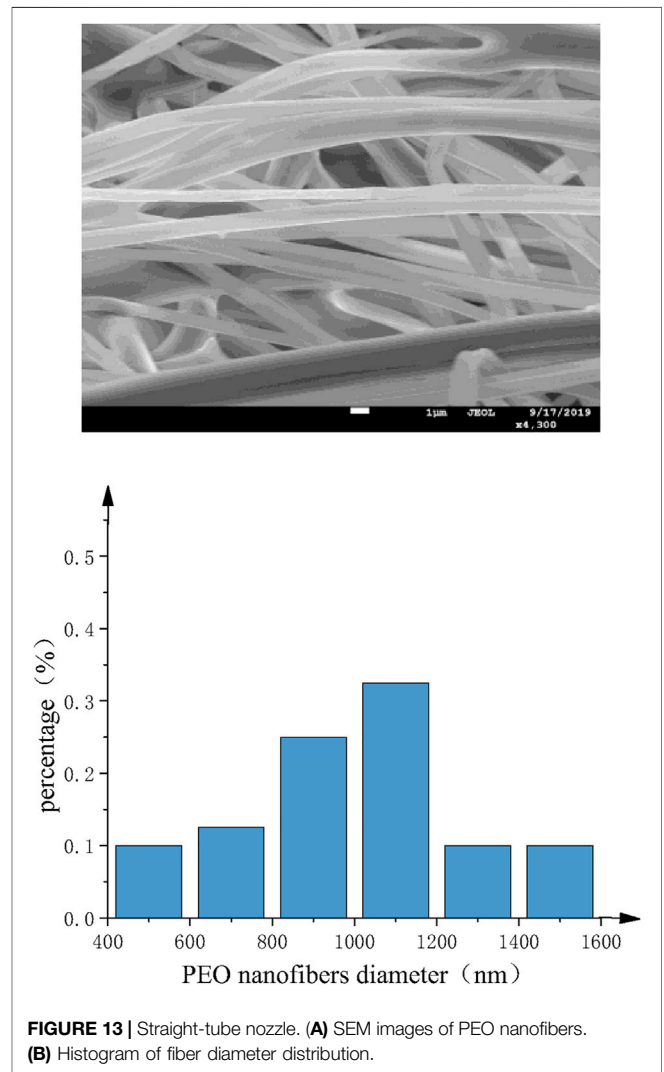 1μm JEOL 9/17/2019
x4,300
percentage (%)
0.5
0.4
0.3
0.2
0.1
0.0
400 600 800 1000 1200 1400 1600
PEO nanofibers diameter (nm)
FIGURE 13 | Straight-tube nozzle. (A) SEM images of PEO nanofibers.
(B) Histogram of fiber diameter distribution.